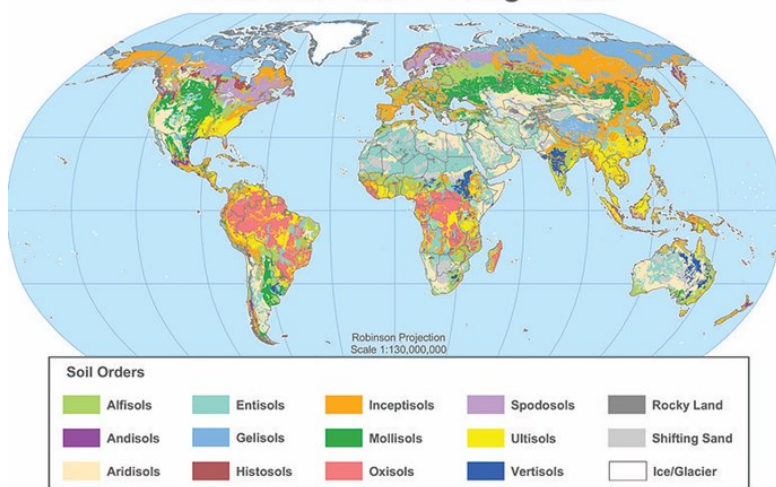 Robinson Projection
Scale 1:130,000,000
Soil Orders
Alfisols
Entisols
Inceptisols
Spodosols
Rocky Land
Andisols
Gelisols
Mollisols
Ultisols
Shifting Sand
Aridisols
Histosols
Oxisols
Vertisols
Ice/Glacier